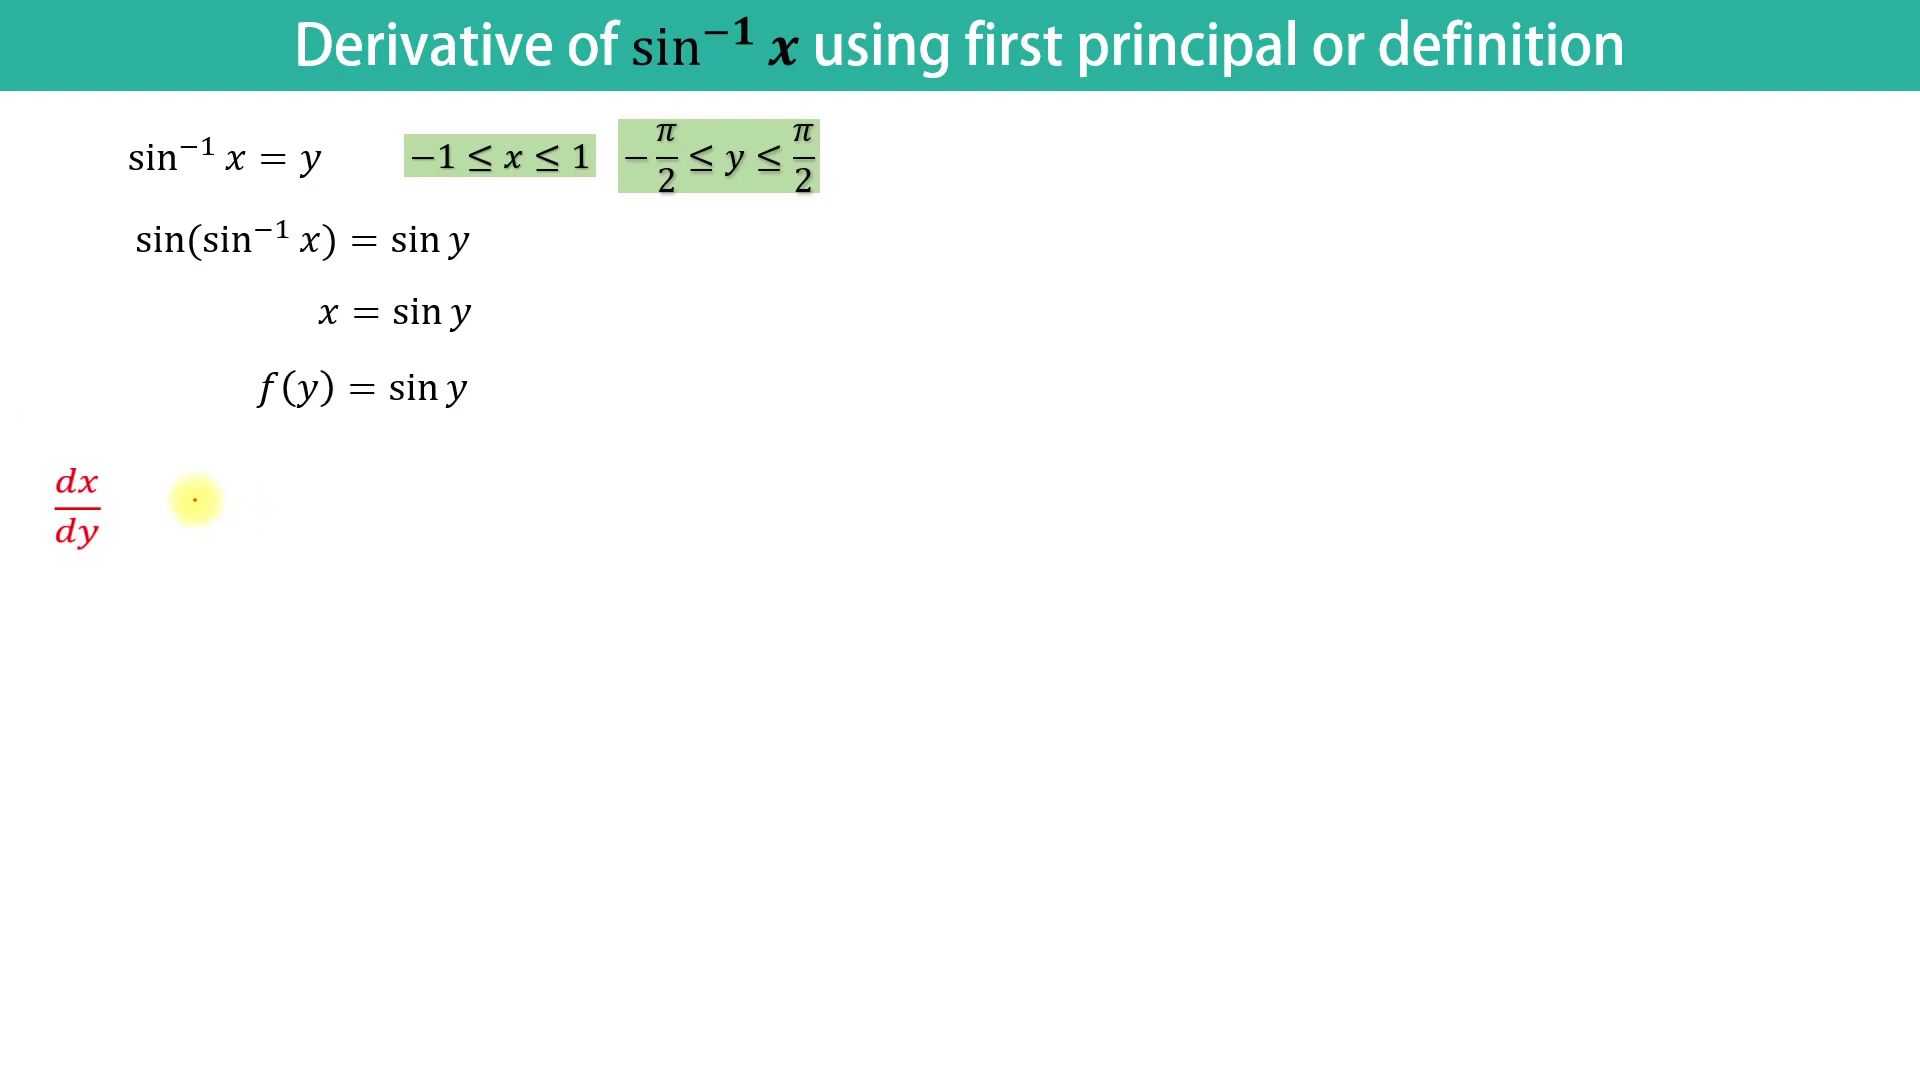 Derivative of sin⁻¹ x using first principal or definition
sin⁻¹ x = y   −1 ≤ x ≤ 1   −π/2 ≤ y ≤ π/2
sin(sin⁻¹ x) = sin y
x = sin y
f(y) = sin y
dx/dy